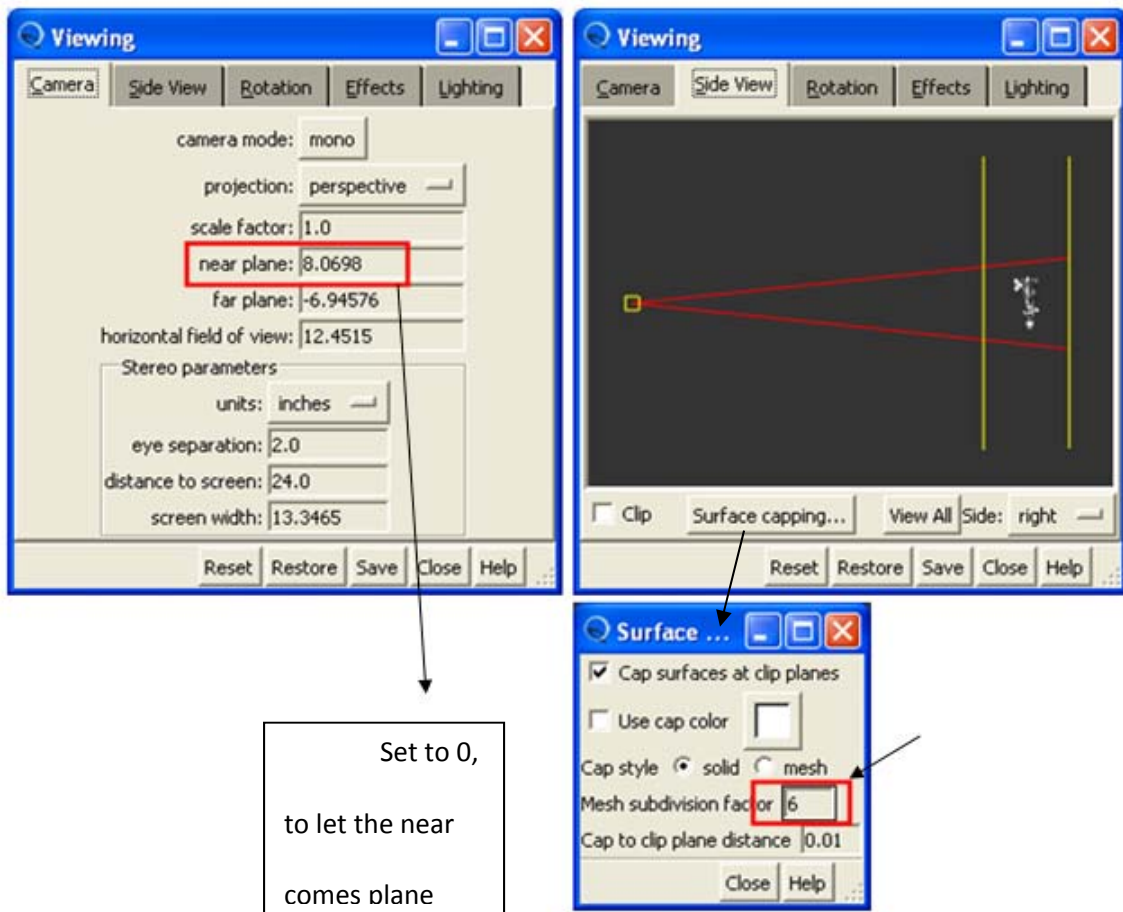 Viewing
Camera Side View Rotation Effects Lighting
camera mode: mono
projection: perspective
scale factor: 1.0
near plane: 8.0698
far plane: -6.94576
horizontal field of view: 12.4515
Stereo parameters
units: inches
eye separation: 2.0
distance to screen: 24.0
screen width: 13.3465
Reset Restore Save Close Help
Viewing
Camera Side View Rotation Effects Lighting
Clip Surface capping... View All Side: right
Reset Restore Save Close Help
Surface ...
Cap surfaces at clip planes
Use cap color
Cap style solid mesh
Mesh subdivision factor 6
Cap to clip plane distance 0.01
Close Help
Set to 0,
to let the near
comes plane